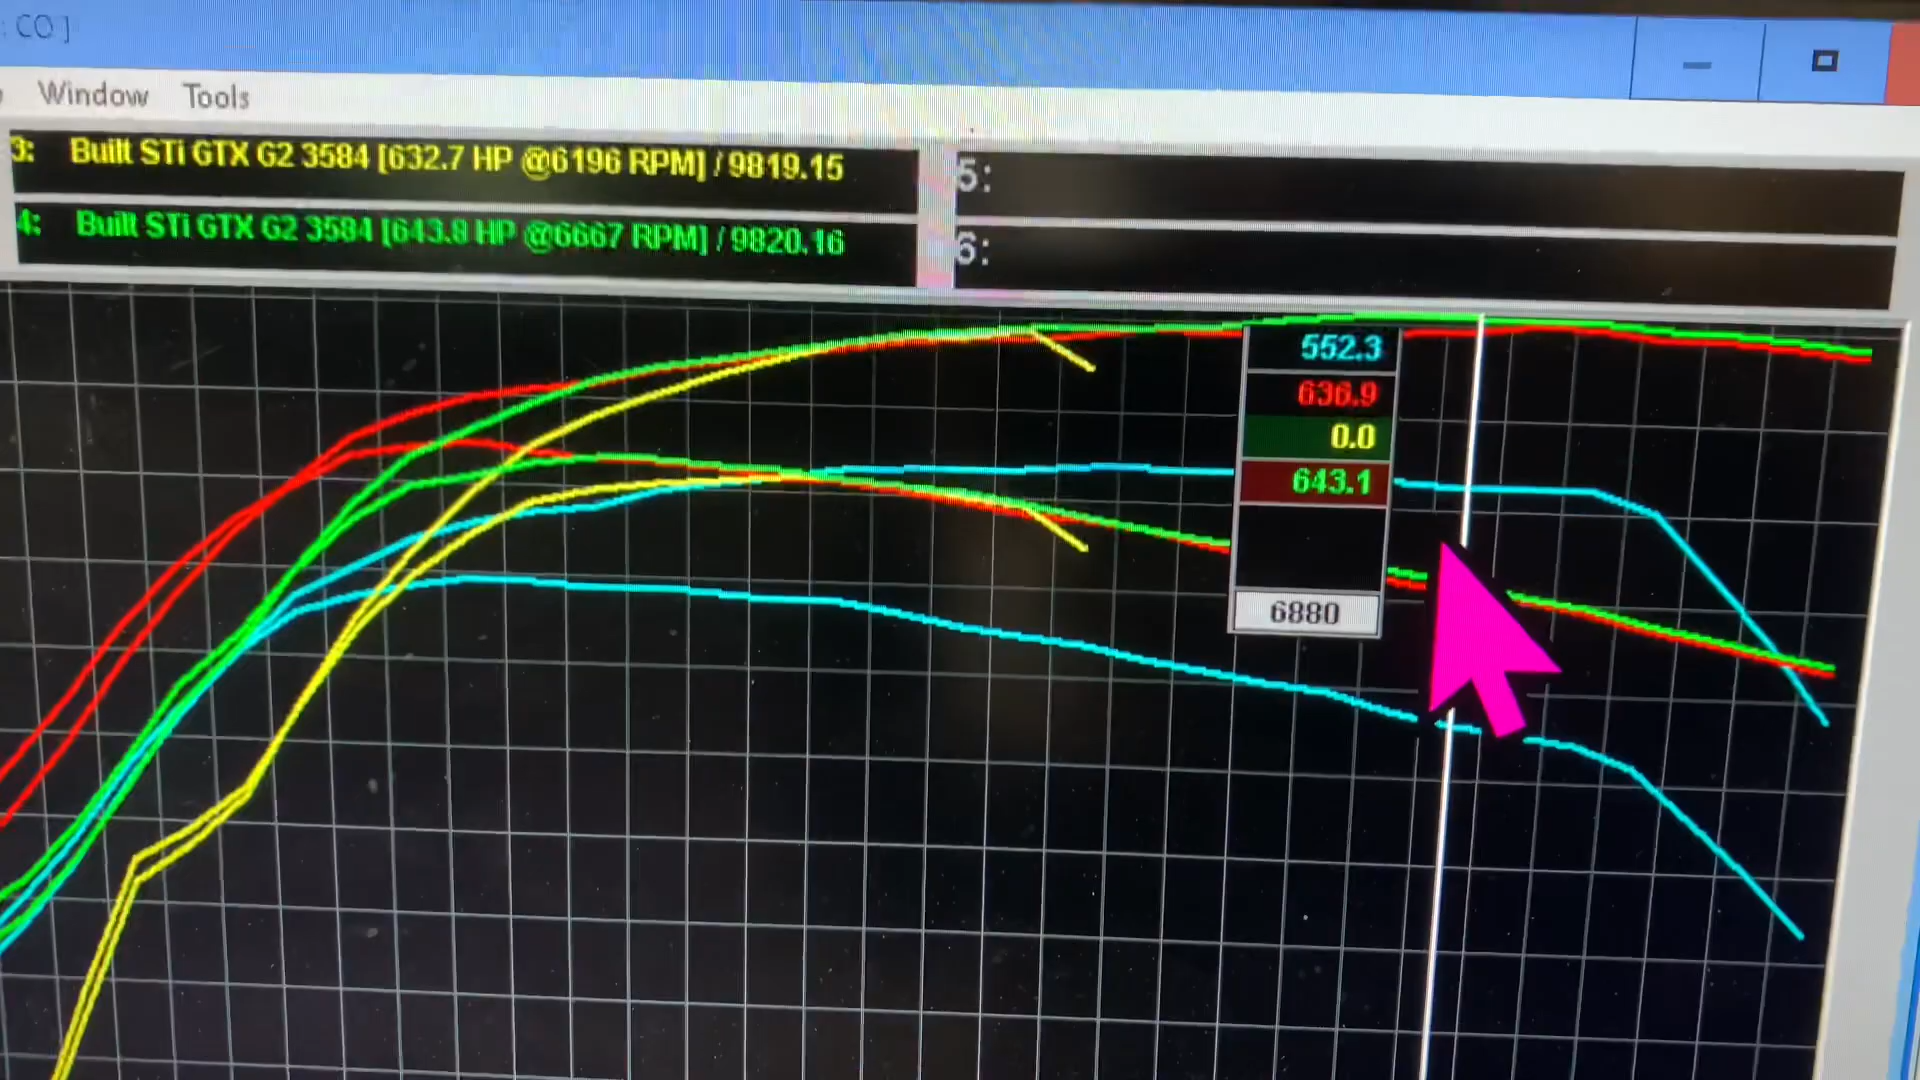 : CO ]
Window Tools
3: Built STi GTX G2 3584 [632.7 HP @6196 RPM] / 9819.15
4: Built STi GTX G2 3584 [643.8 HP @6667 RPM] / 9820.16
5:
6:
552.3
636.9
0.0
643.1
6880